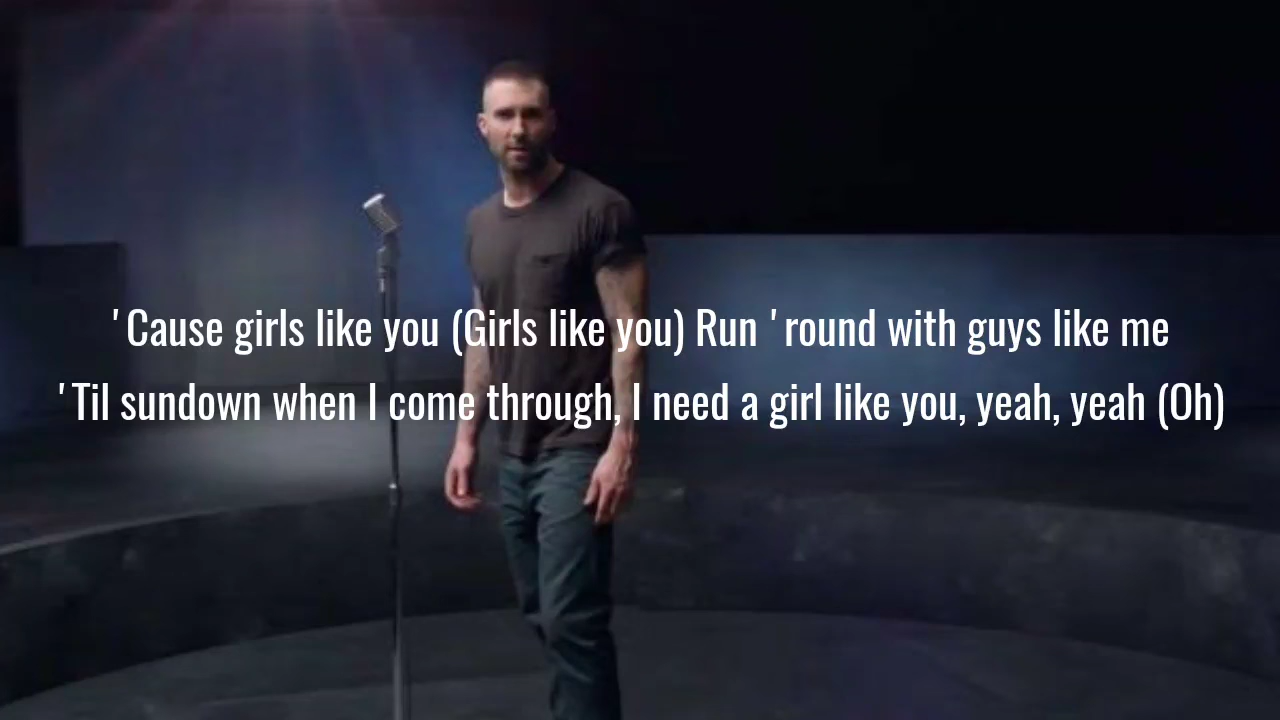 'Cause girls like you (Girls like you) Run 'round with guys like me
'Til sundown when I come through, I need a girl like you, yeah, yeah (Oh)